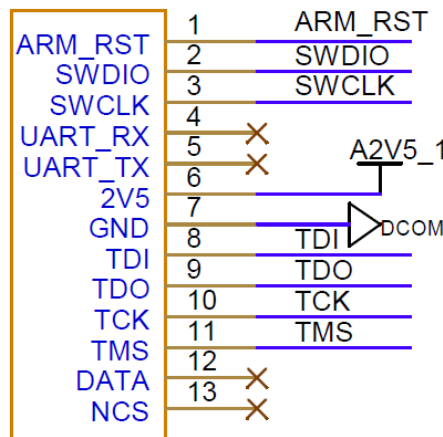 1 ARM_RST
ARM_RST
2 SWDIO
SWDIO
3 SWCLK
SWCLK
4
UART_RX
5
UART_TX A2V5_1
6
2V5
7
GND DCOM
8 TDI
TDI
9 TDO
TDO
10 TCK
TCK
11 TMS
TMS
12
DATA
13
NCS